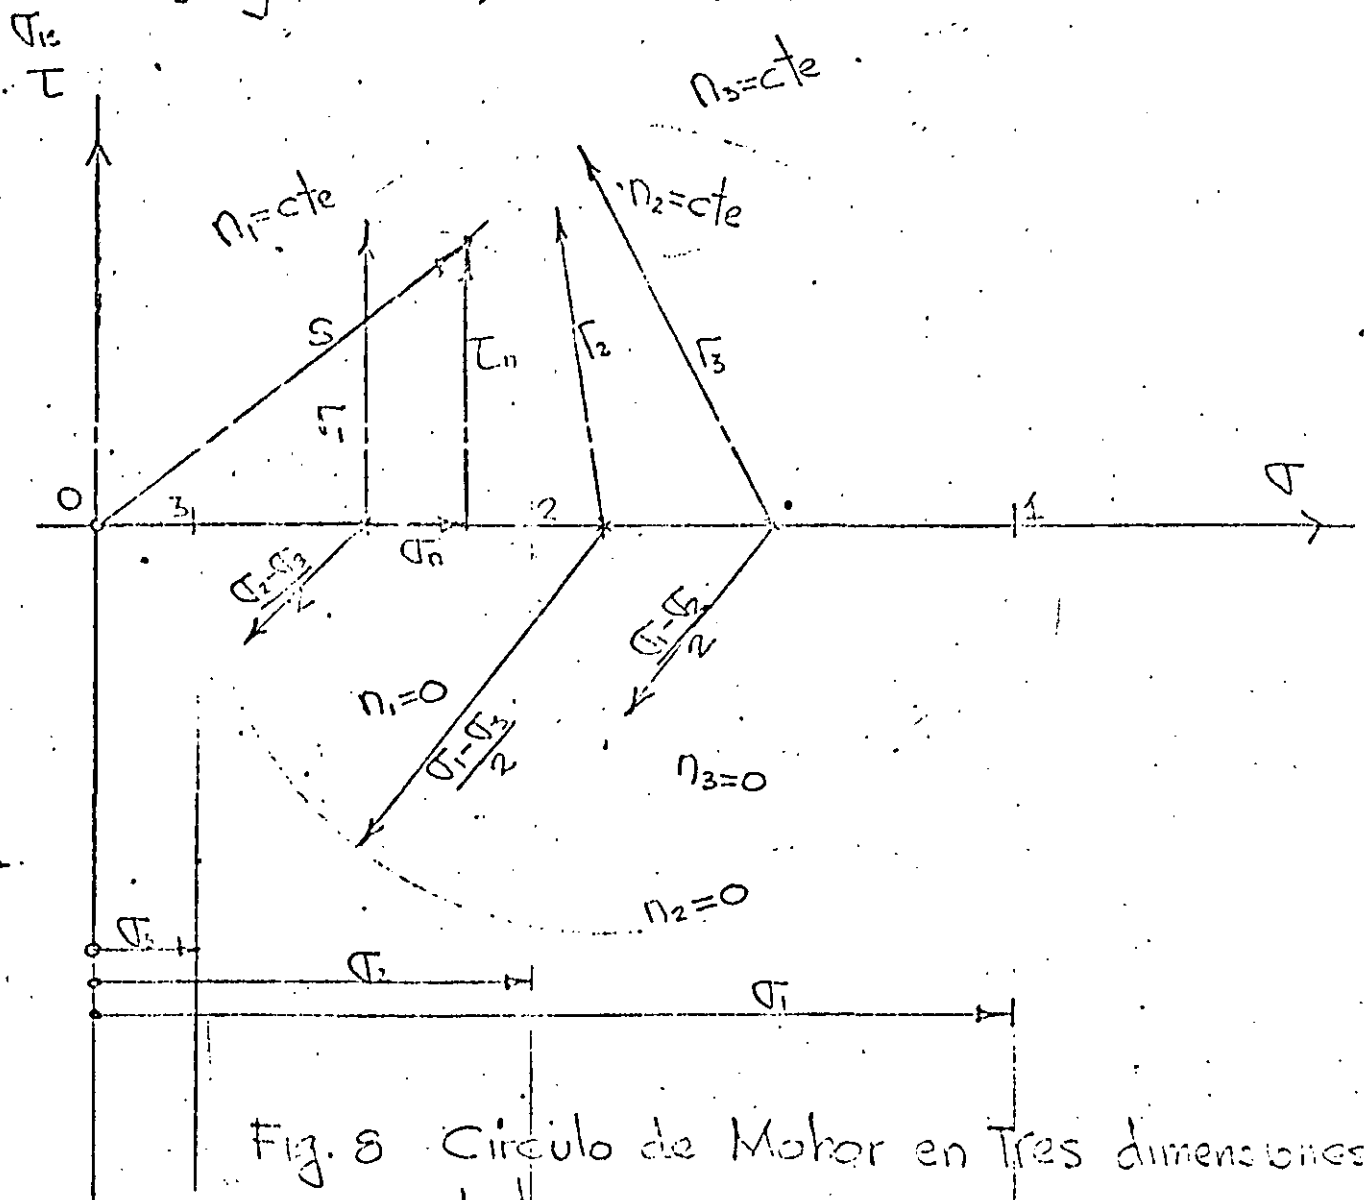 τ
n₃=cte
n₂=cte
n₁=cte
S
τn
r₂
r₃
r₁
0
3
2
1
σ
σn
σ₂-σ₃
2
σ₁-σ₂
2
n₁=0
σ₁-σ₃
2
n₃=0
n₂=0
σ₃
σ₂
σ₁
Fig. 8 Circulo de Mohor en Tres dimensiones